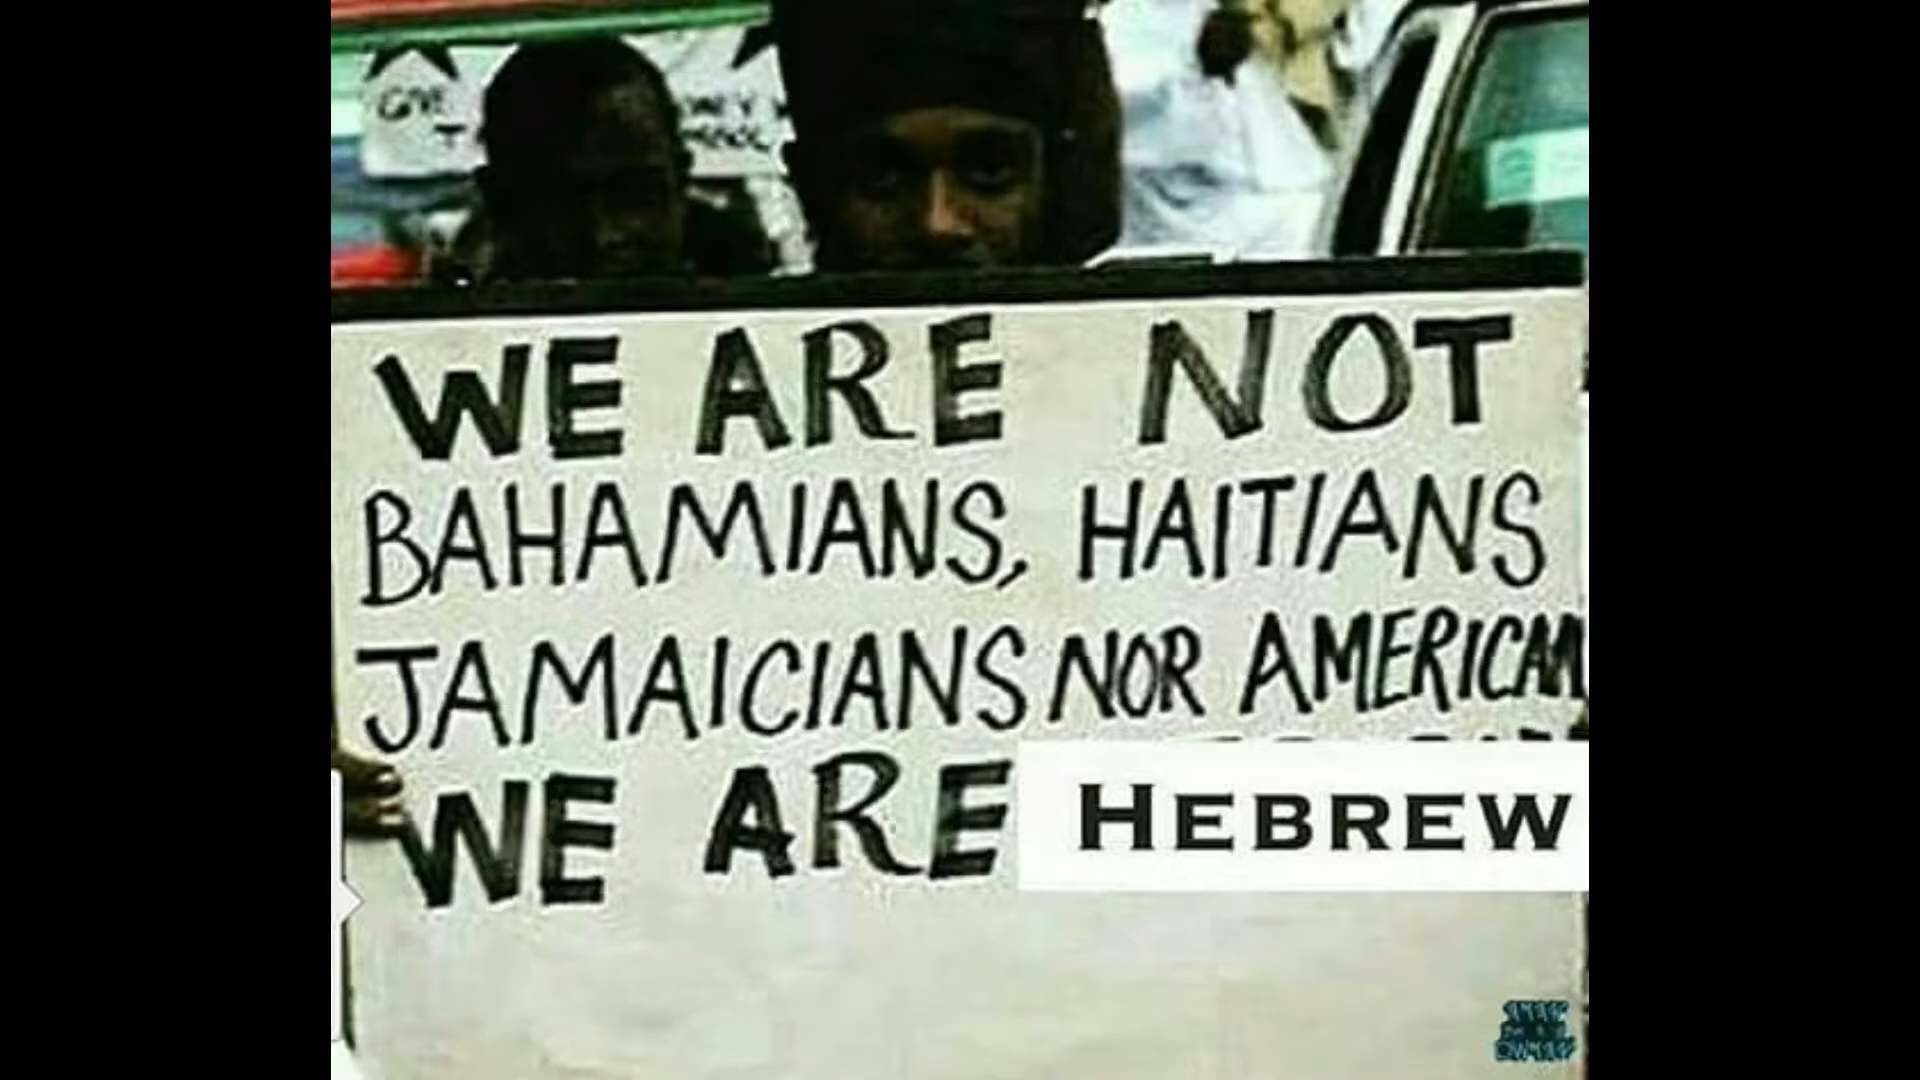 WE ARE NOT
BAHAMIANS, HAITIANS
JAMAICIANS NOR AMERICAN
WE ARE HEBREW